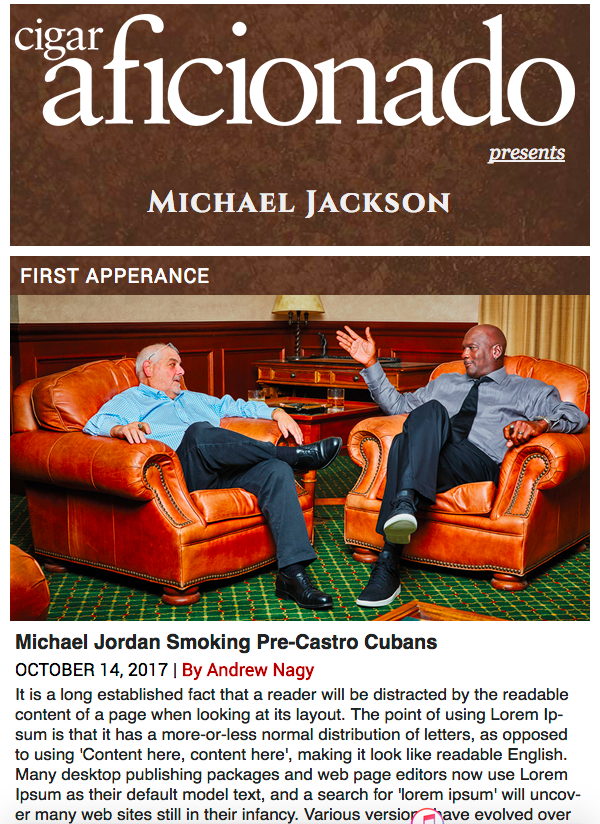 cigar
aficionado
presents
Michael Jackson
FIRST APPERANCE
Michael Jordan Smoking Pre-Castro Cubans
OCTOBER 14, 2017 | By Andrew Nagy
It is a long established fact that a reader will be distracted by the readable
content of a page when looking at its layout. The point of using Lorem Ip-
sum is that it has a more-or-less normal distribution of letters, as opposed
to using 'Content here, content here', making it look like readable English.
Many desktop publishing packages and web page editors now use Lorem
Ipsum as their default model text, and a search for 'lorem ipsum' will uncov-
er many web sites still in their infancy. Various versions have evolved over